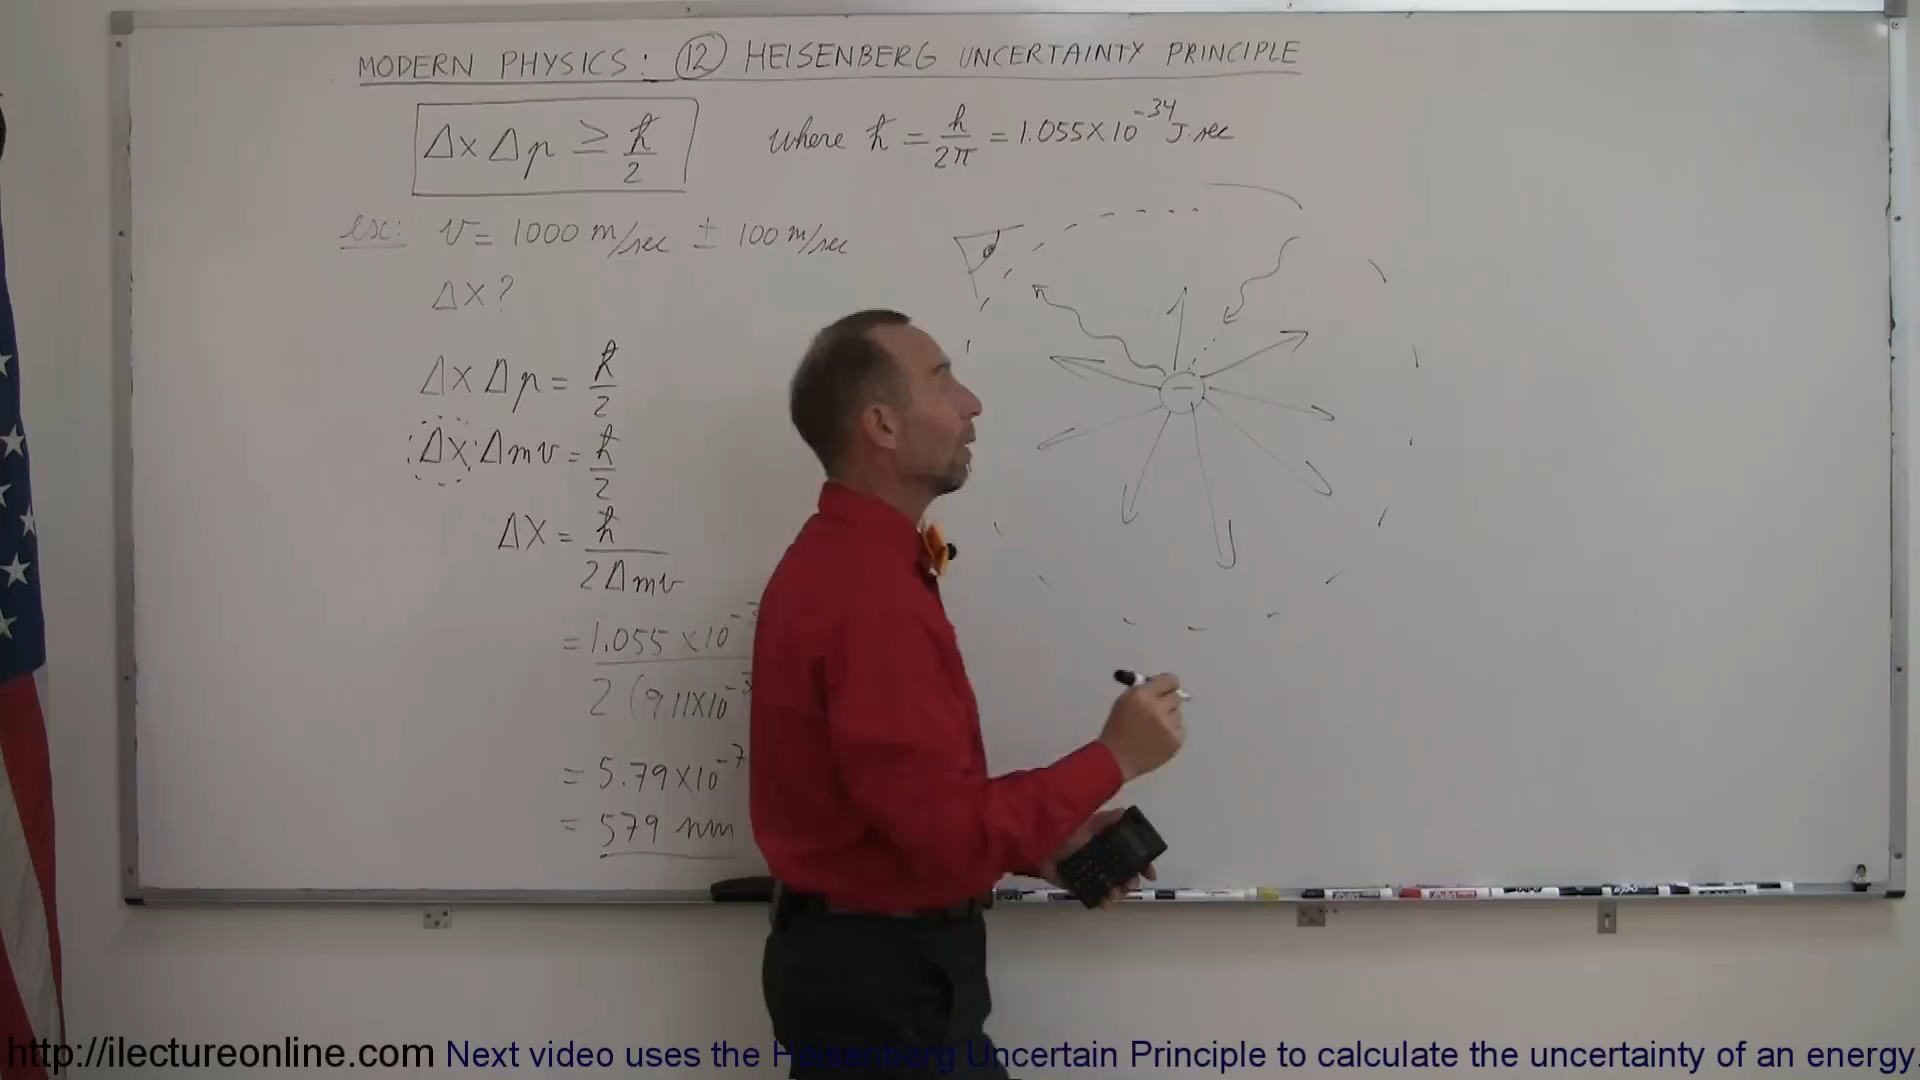 MODERN PHYSICS: 12 HEISENBERG UNCERTAINTY PRINCIPLE
Δx Δp ≥ ħ/2 where ħ = h/2π = 1.055×10⁻³⁴ J·sec
ex: v = 1000 m/sec ± 100 m/sec
Δx?
Δx Δp = ħ/2
Δx Δmv = ħ/2
Δx = ħ/2Δmv
= 1.055 ×10
2 (9.11×10
= 5.79×10⁻⁷
= 579 nm
http://ilectureonline.com Next video uses the Heisenberg Uncertain Principle to calculate the uncertainty of an energy